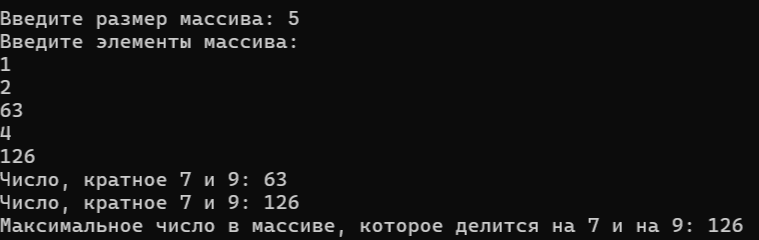 Введите размер массива: 5
Введите элементы массива:
1
2
63
4
126
Число, кратное 7 и 9: 63
Число, кратное 7 и 9: 126
Максимальное число в массиве, которое делится на 7 и на 9: 126